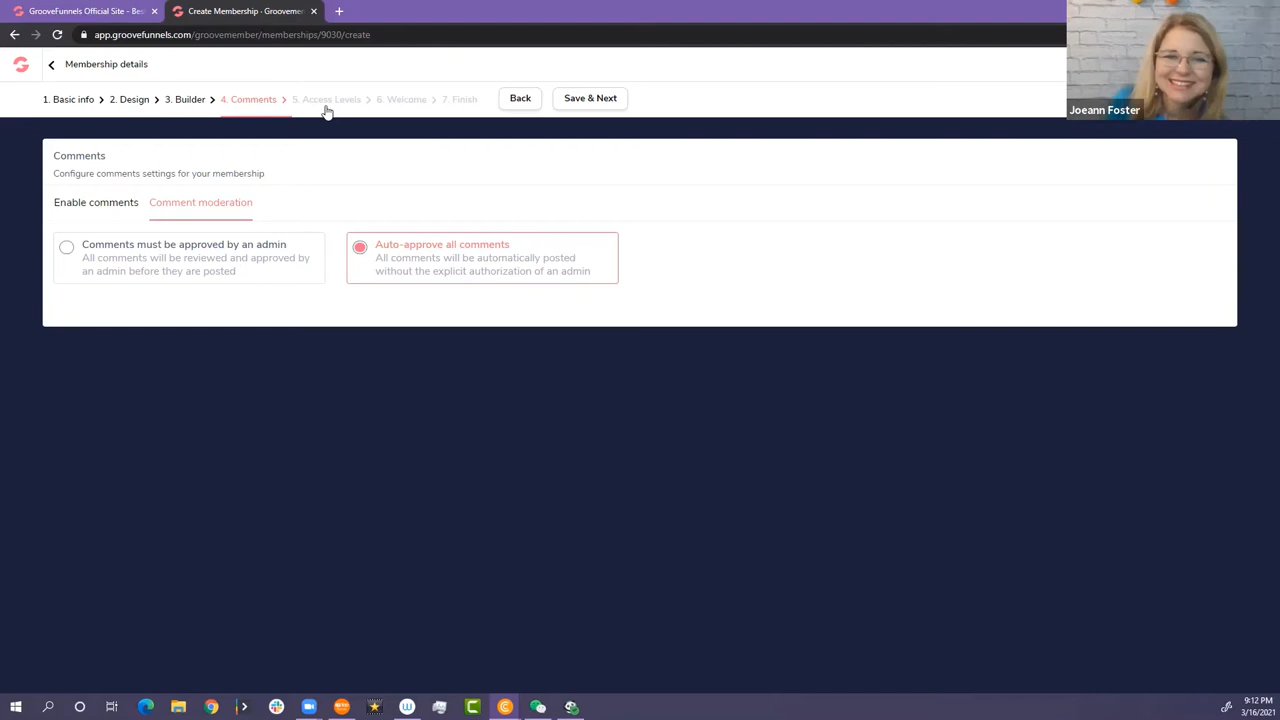 GrooveFunnels Official Site - Bes
Create Membership - Groovemem
app.groovefunnels.com/groovemember/memberships/9030/create
Membership details
1. Basic info > 2. Design > 3. Builder > 4. Comments > 5. Access Levels > 6. Welcome > 7. Finish
Back
Save & Next
Joeann Foster
Comments
Configure comments settings for your membership
Enable comments
Comment moderation
Comments must be approved by an admin
All comments will be reviewed and approved by
an admin before they are posted
Auto-approve all comments
All comments will be automatically posted
without the explicit authorization of an admin
9:12 PM
3/16/2021